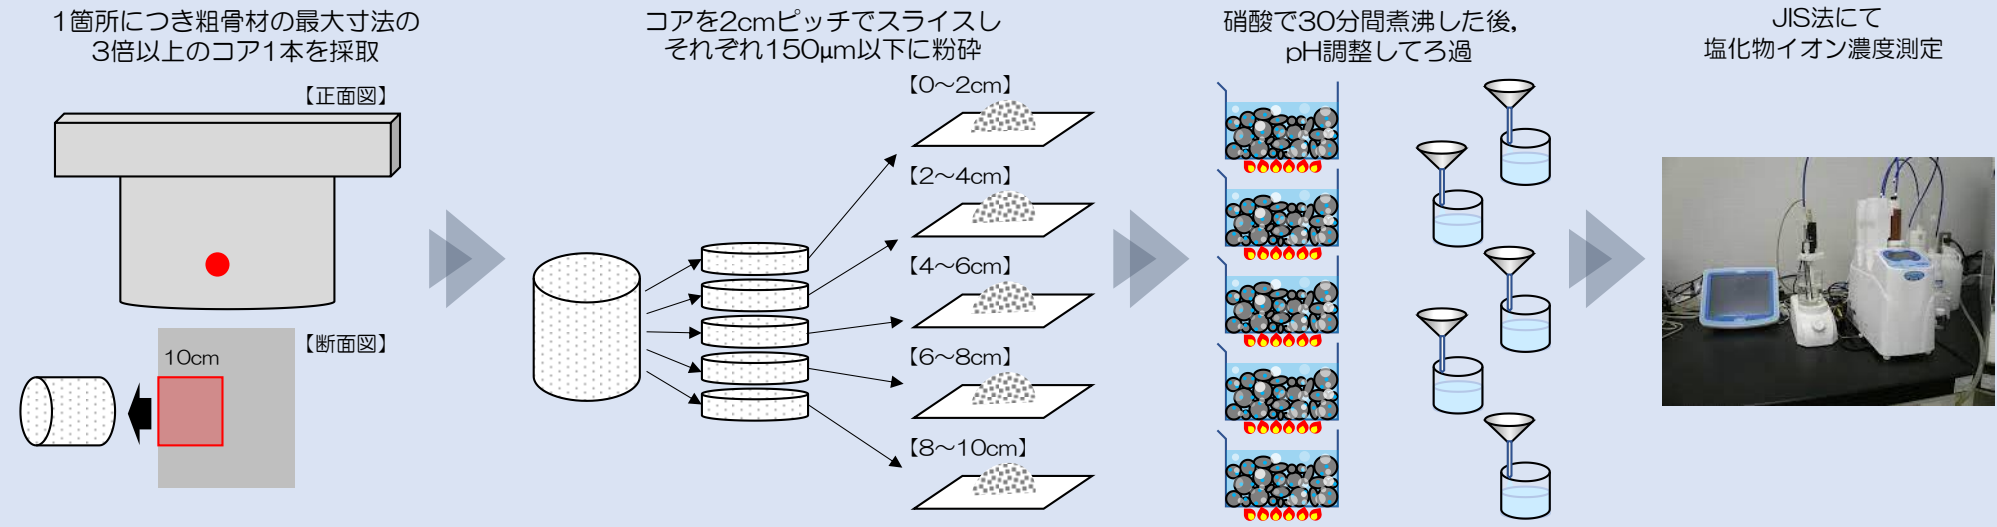 1箇所につき粗骨材の最大寸法の
3倍以上のコア1本を採取
【正面図】
【断面図】
10cm
コアを2cmピッチでスライスし
それぞれ150μm以下に粉砕
【0～2cm】
【2～4cm】
【4～6cm】
【6～8cm】
【8～10cm】
硝酸で30分間煮沸した後,
pH調整してろ過
JIS法にて
塩化物イオン濃度測定